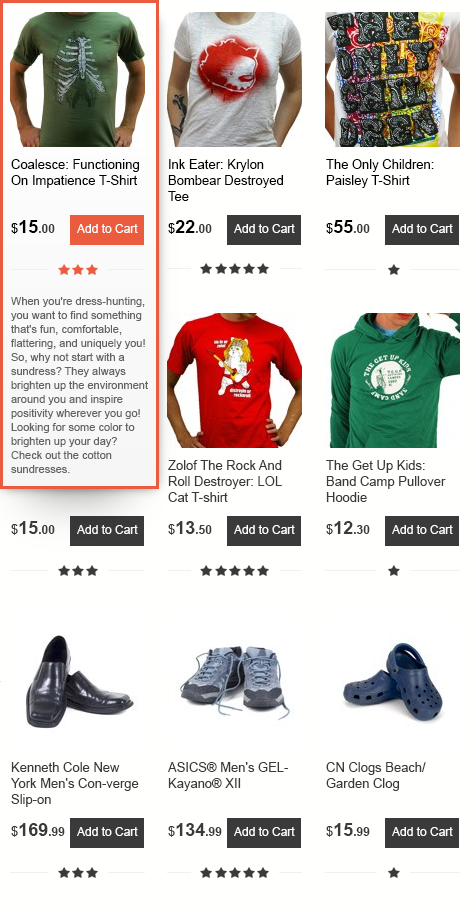 Coalesce: Functioning
On Impatience T-Shirt
$15.00 Add to Cart
When you're dress-hunting,
you want to find something
that's fun, comfortable,
flattering, and uniquely you!
So, why not start with a
sundress? They always
brighten up the environment
around you and inspire
positivity wherever you go!
Looking for some color to
brighten up your day?
Check out the cotton
sundresses.
Ink Eater: Krylon
Bombear Destroyed
Tee
$22.00 Add to Cart
The Only Children:
Paisley T-Shirt
$55.00 Add to Cart
$15.00 Add to Cart
Zolof The Rock And
Roll Destroyer: LOL
Cat T-shirt
$13.50 Add to Cart
THE GET UP KIDS
BAND CAMP
The Get Up Kids:
Band Camp Pullover
Hoodie
$12.30 Add to Cart
Kenneth Cole New
York Men's Con-verge
Slip-on
$169.99 Add to Cart
ASICS® Men's GEL-
Kayano® XII
$134.99 Add to Cart
CN Clogs Beach/
Garden Clog
$15.99 Add to Cart